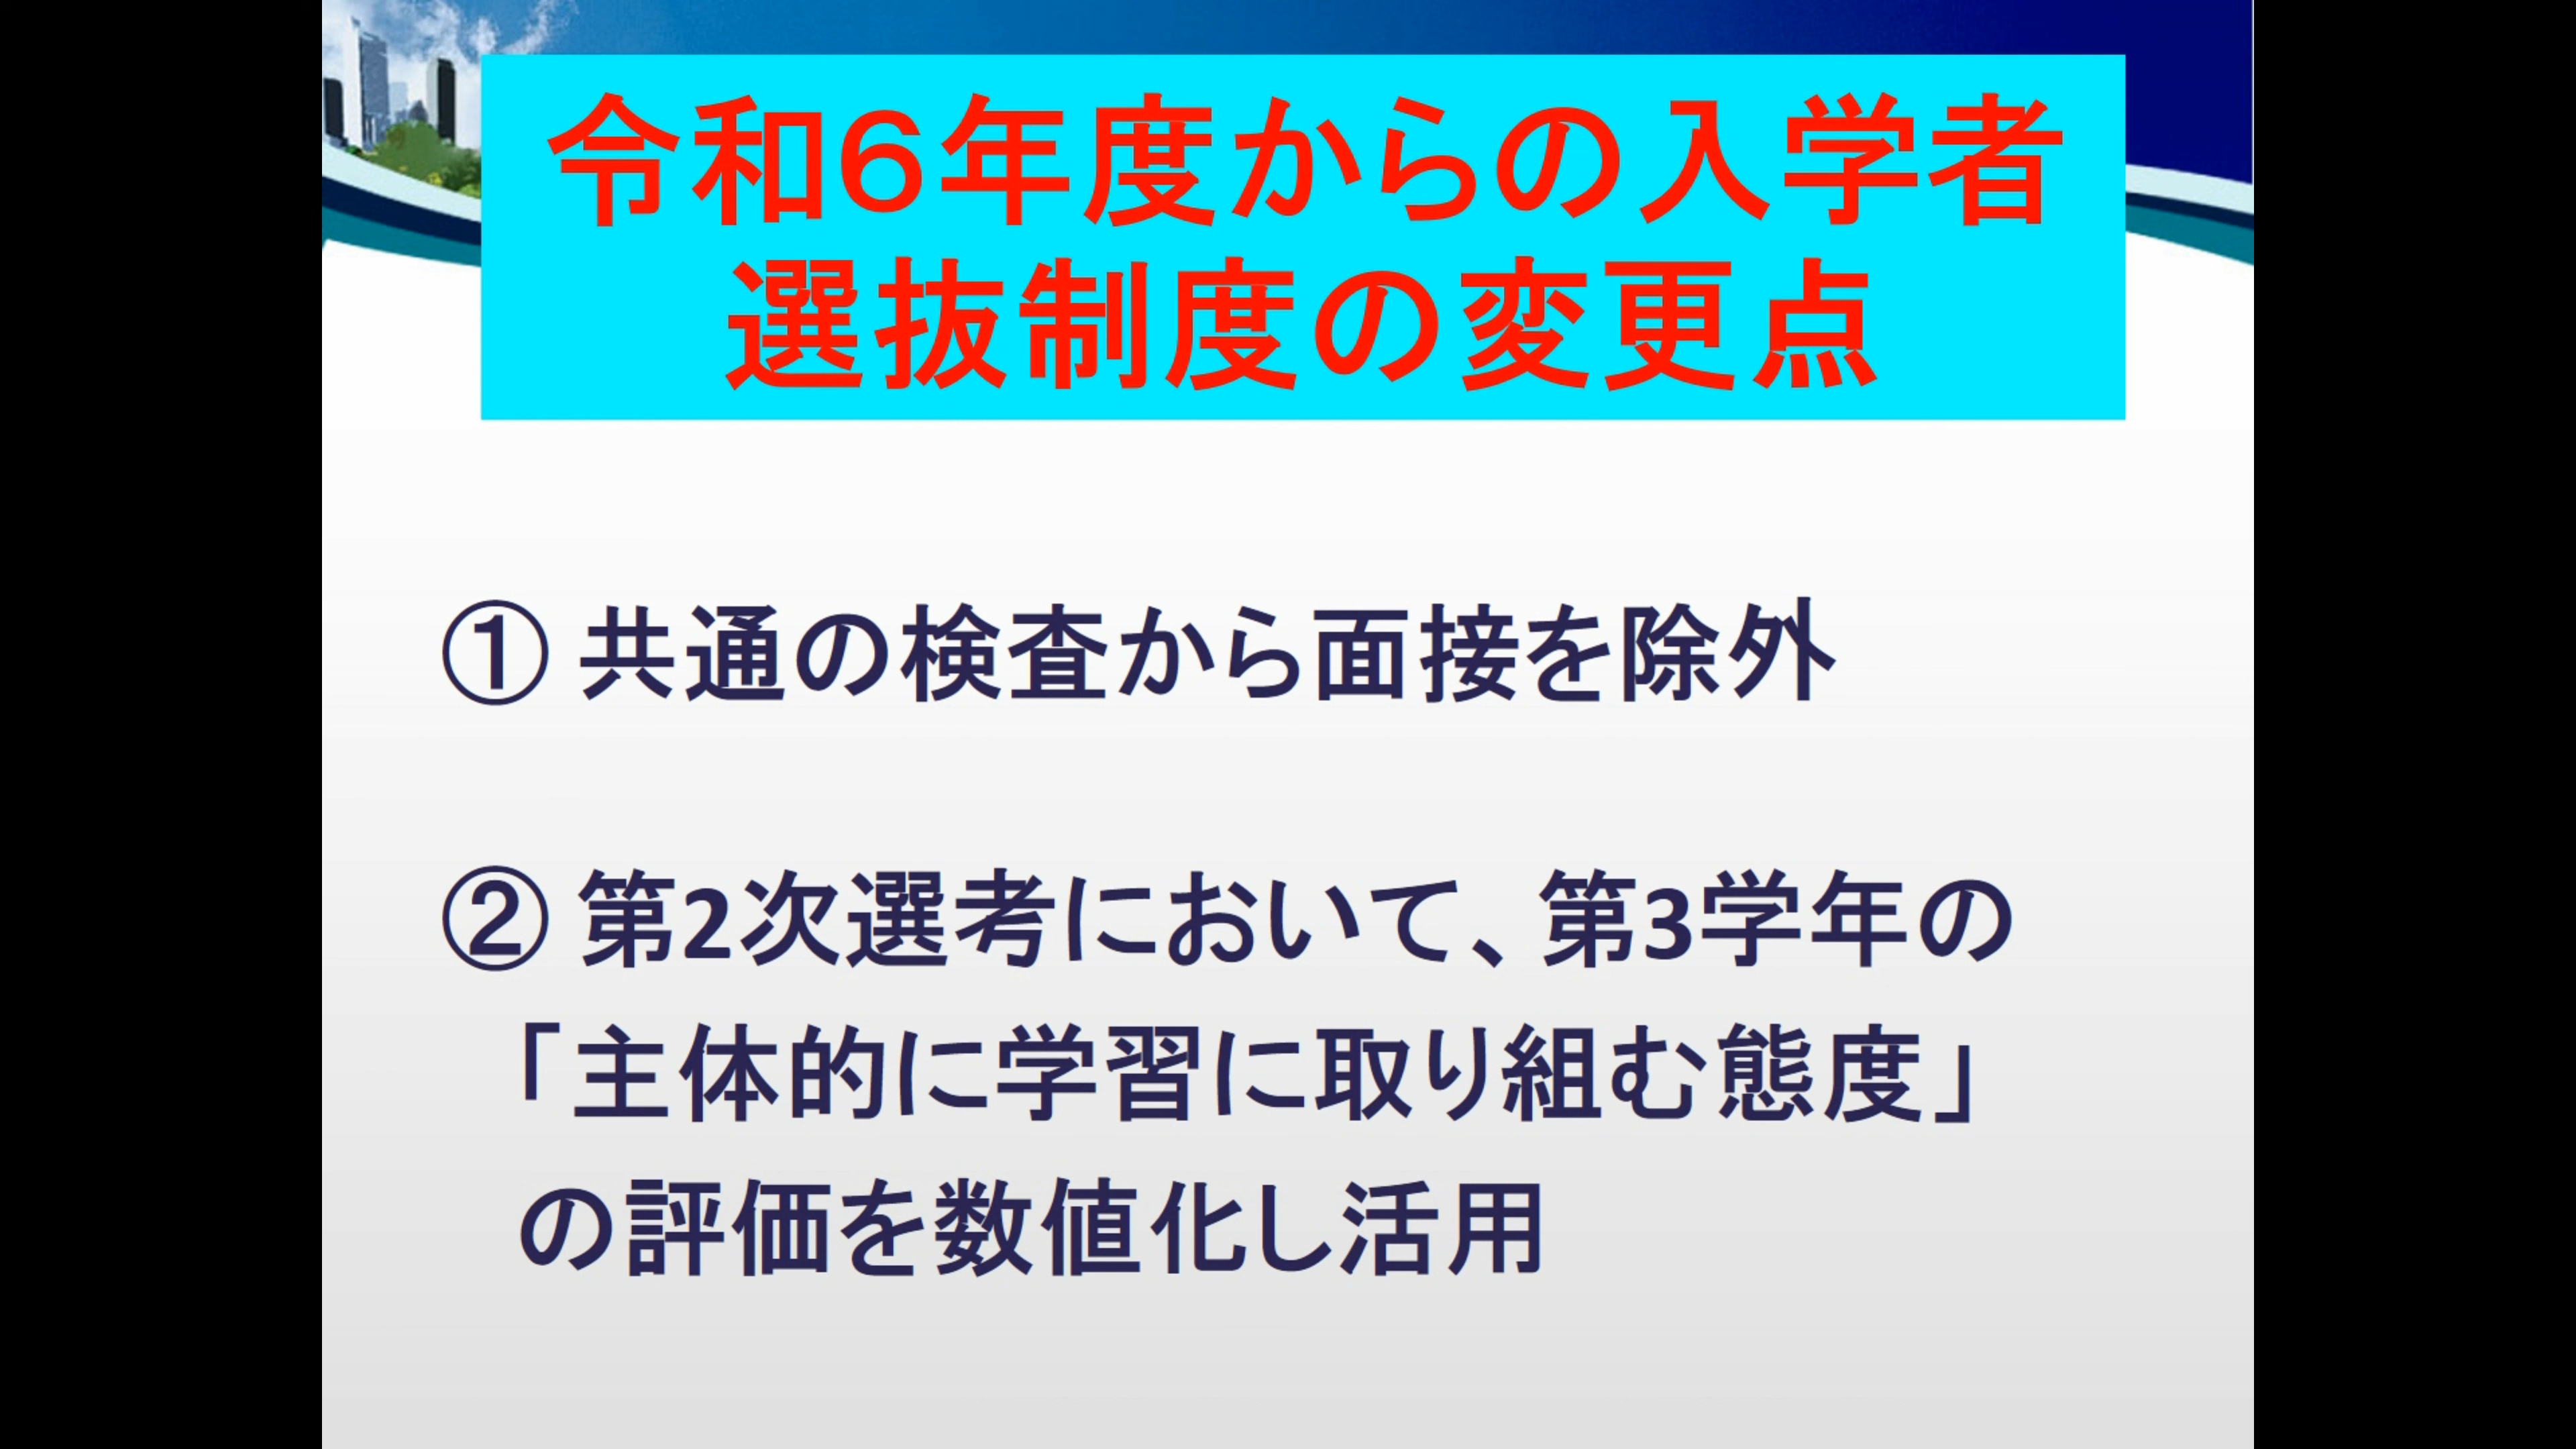 令和6年度からの入学者
選抜制度の変更点
① 共通の検査から面接を除外
② 第2次選考において、第3学年の
「主体的に学習に取り組む態度」
の評価を数値化し活用